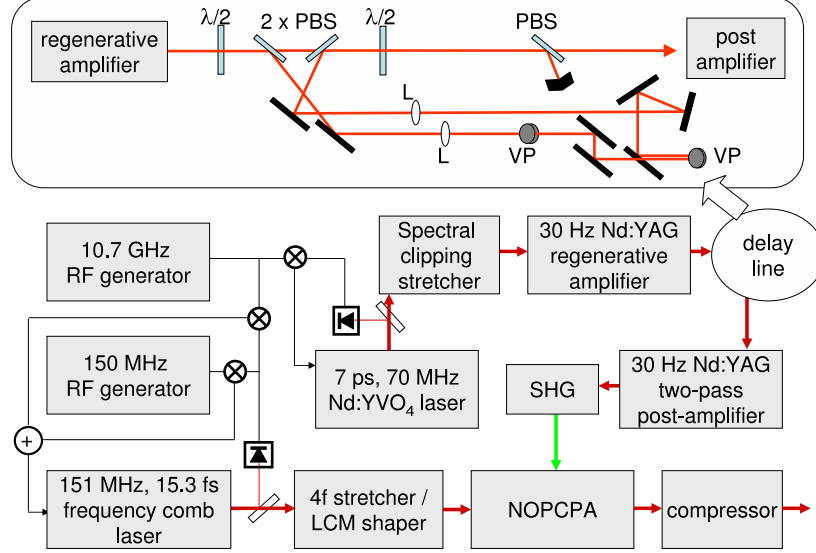 regenerative
amplifier
λ/2
2 x PBS
λ/2
PBS
post
amplifier
L
L
VP
VP
10.7 GHz
RF generator
Spectral
clipping
stretcher
30 Hz Nd:YAG
regenerative
amplifier
delay
line
150 MHz
RF generator
7 ps, 70 MHz
Nd:YVO₄ laser
SHG
30 Hz Nd:YAG
two-pass
post-amplifier
+
151 MHz, 15.3 fs
frequency comb
laser
4f stretcher /
LCM shaper
NOPCPA
compressor